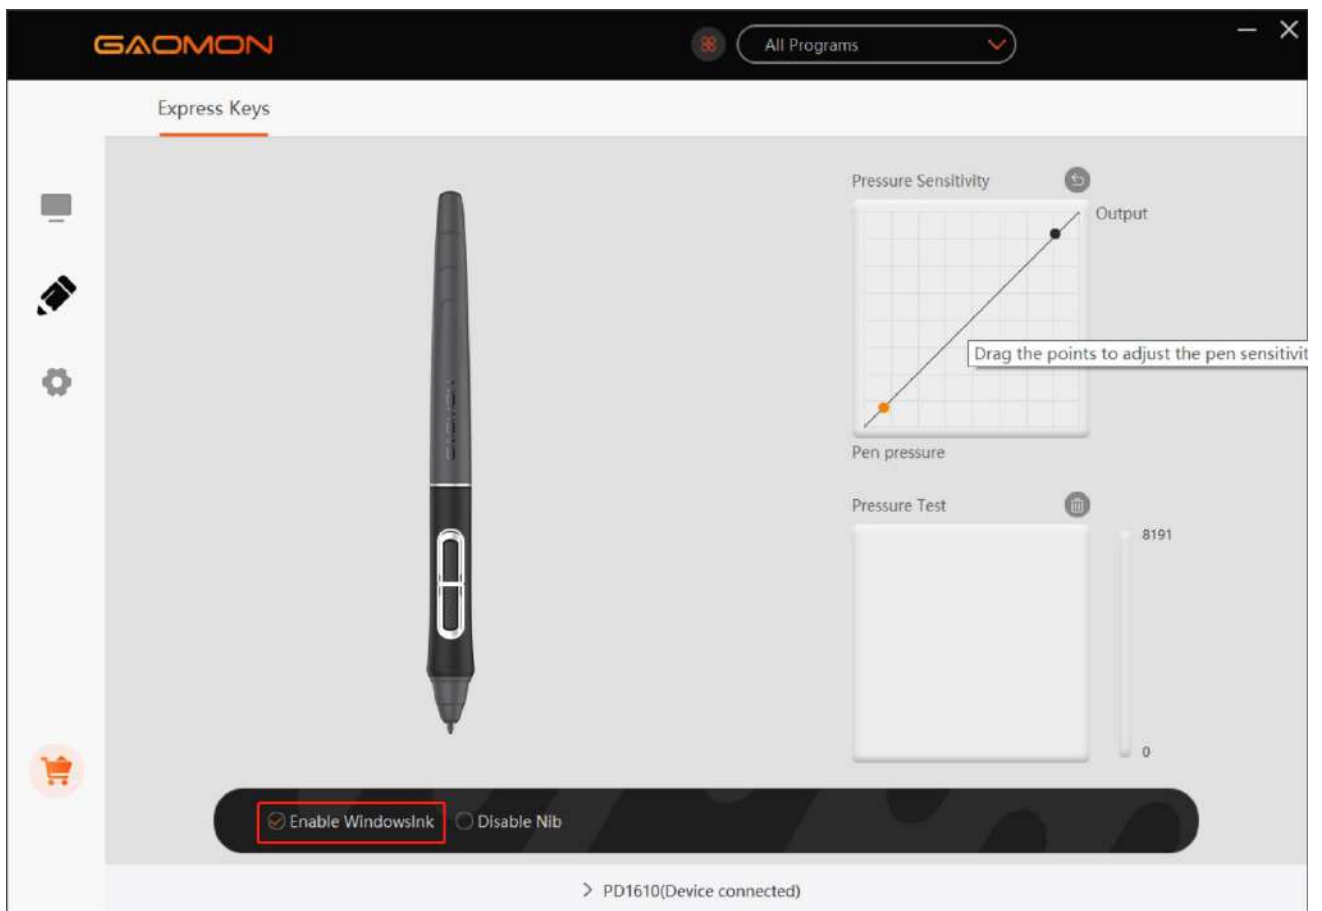 GAOMON
All Programs
Express Keys
Pressure Sensitivity
Output
Drag the points to adjust the pen sensitivit
Pen pressure
GAOMON
Pressure Test
8191
0
Enable WindowsInk
Disable Nib
PD1610(Device connected)